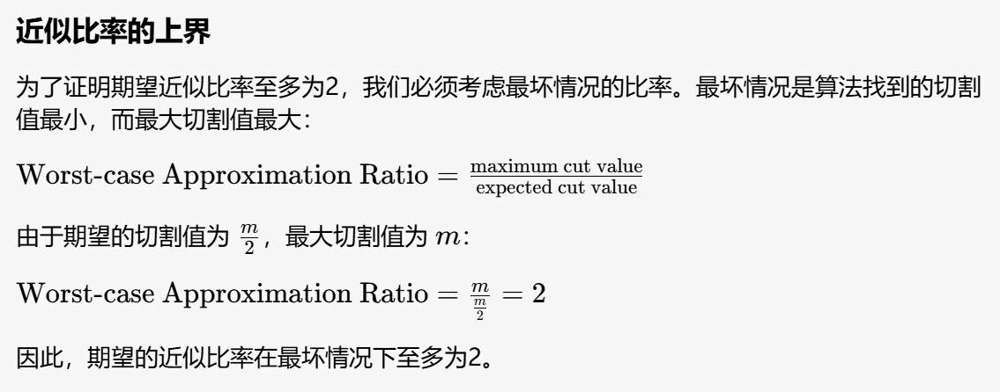 近似比率的上界
为了证明期望近似比率至多为2，我们必须考虑最坏情况的比率。最坏情况是算法找到的切割
值最小，而最大切割值最大：
Worst-case Approximation Ratio = \frac{maximum cut value}{expected cut value}
由于期望的切割值为 \frac{m}{2}，最大切割值为 m：
Worst-case Approximation Ratio = \frac{m}{\frac{m}{2}} = 2
因此，期望的近似比率在最坏情况下至多为2。